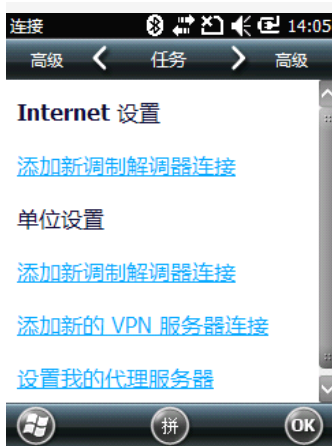 连接 14:05
高级 任务 高级
Internet 设置
添加新调制解调器连接
单位设置
添加新调制解调器连接
添加新的 VPN 服务器连接
设置我的代理服务器
拼 OK